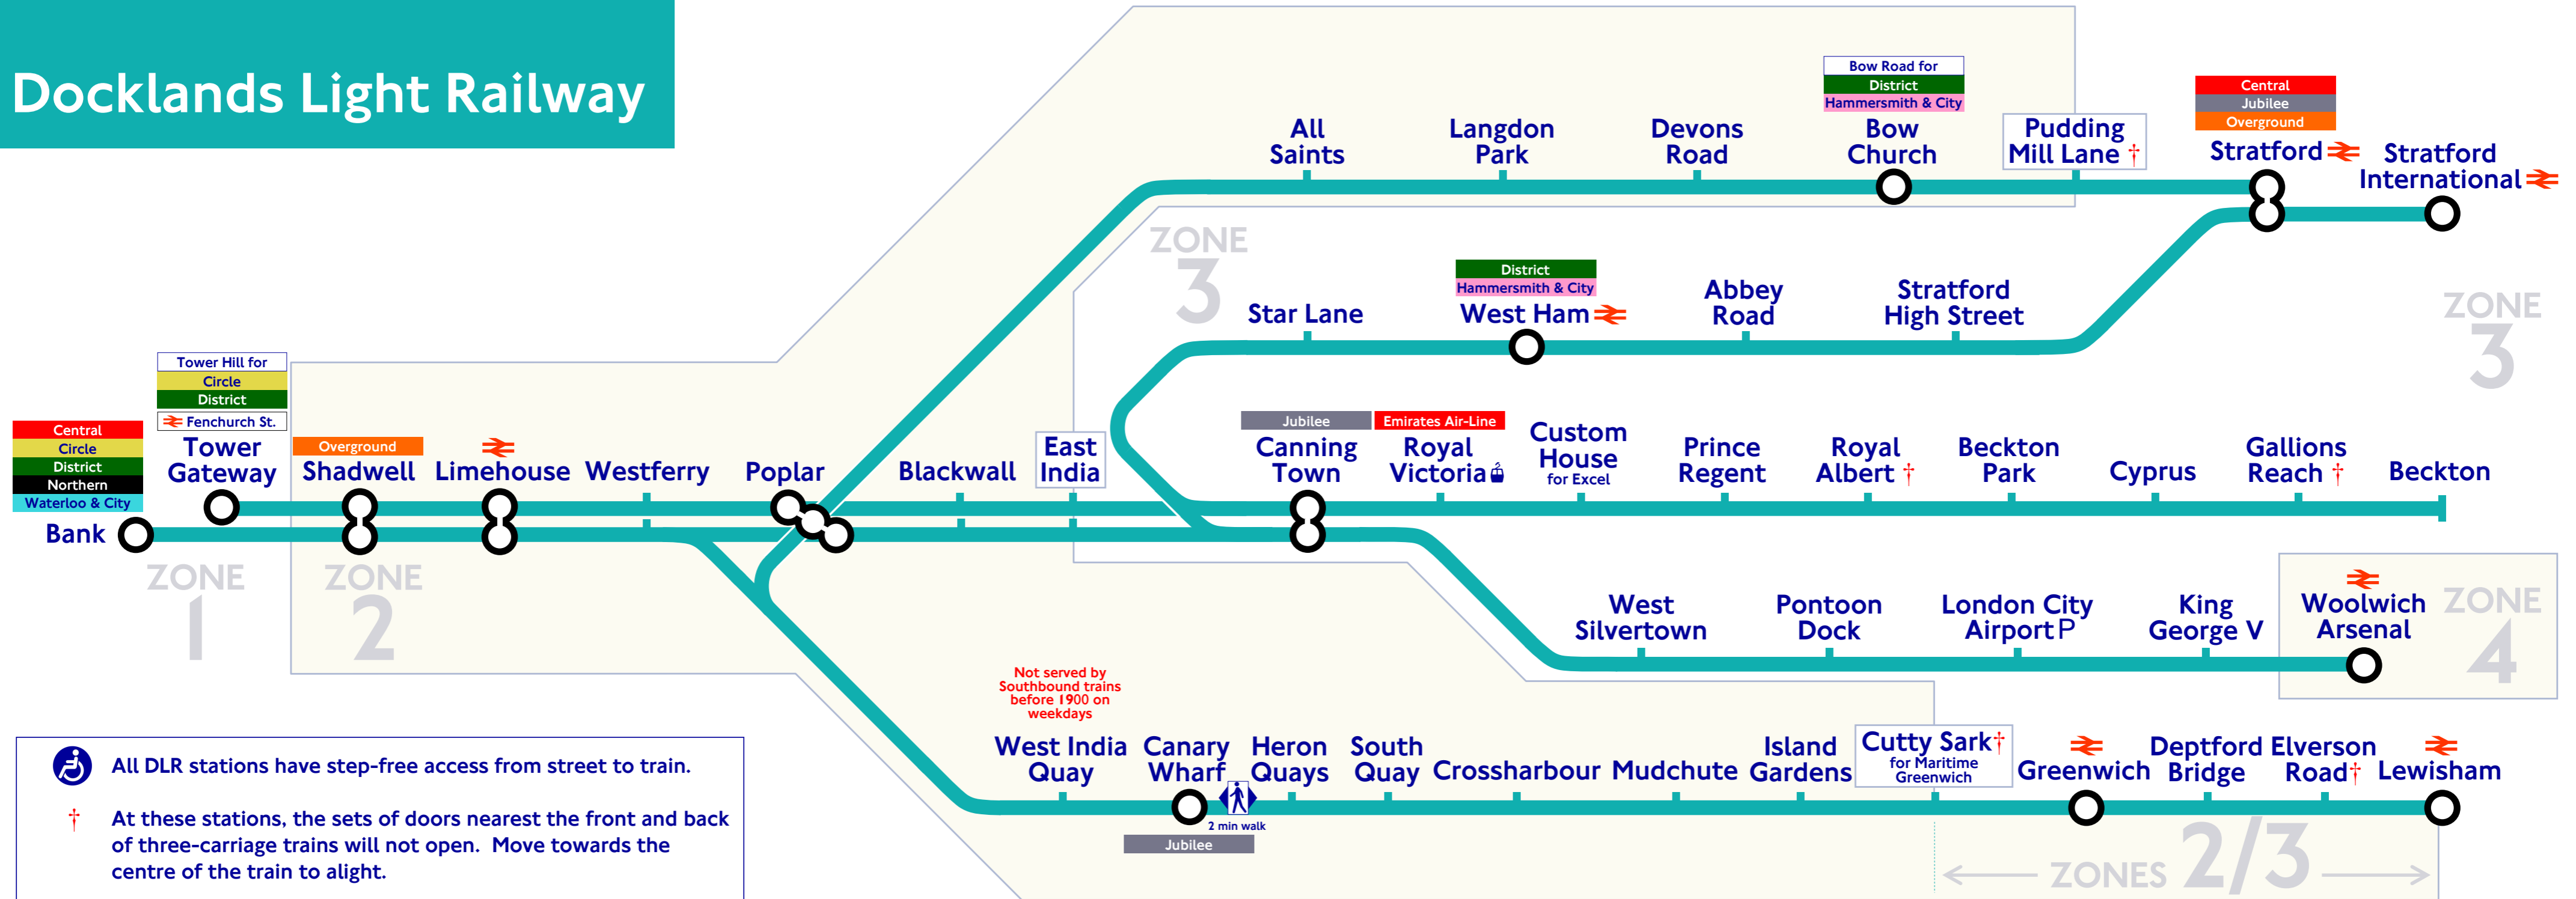 Docklands Light Railway
Bow Road for
District
Hammersmith & City
Bow
Church
Central
Jubilee
Overground
Stratford
Stratford
International
All
Saints
Langdon
Park
Devons
Road
Pudding
Mill Lane †
ZONE
3
District
Hammersmith & City
West Ham
Star Lane
Abbey
Road
Stratford
High Street
ZONE
3
Tower Hill for
Circle
District
Fenchurch St.
Tower
Gateway
Central
Circle
District
Northern
Waterloo & City
Bank
Overground
Shadwell
Limehouse
Westferry
Poplar
Blackwall
East
India
Jubilee
Canning
Town
Emirates Air-Line
Royal
Victoria
Custom
House
for Excel
Prince
Regent
Royal
Albert †
Beckton
Park
Cyprus
Gallions
Reach †
Beckton
ZONE
1
ZONE
2
West
Silvertown
Pontoon
Dock
London City
Airport P
King
George V
Woolwich
Arsenal
ZONE
4
Not served by
Southbound trains
before 1900 on
weekdays
West India
Quay
Canary
Wharf
2 min walk
Jubilee
Heron
Quays
South
Quay
Crossharbour
Mudchute
Island
Gardens
Cutty Sark†
for Maritime
Greenwich
Greenwich
Deptford
Bridge
Elverson
Road†
Lewisham
ZONES 2/3
All DLR stations have step-free access from street to train.
† At these stations, the sets of doors nearest the front and back
of three-carriage trains will not open. Move towards the
centre of the train to alight.